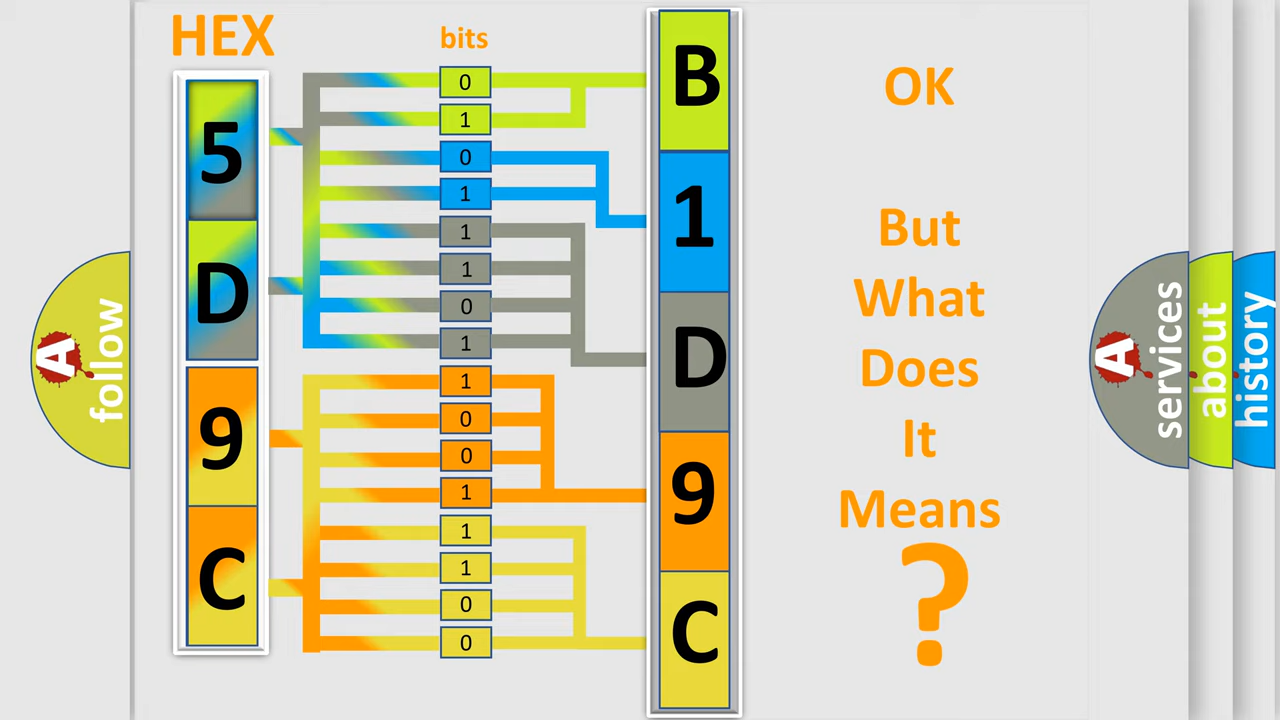 HEX
bits
5
D
9
C
0
1
0
1
1
1
0
1
1
0
0
1
1
1
0
0
B
1
D
9
C
OK
But
What
Does
It
Means
?
A
follow
A
services
about
history